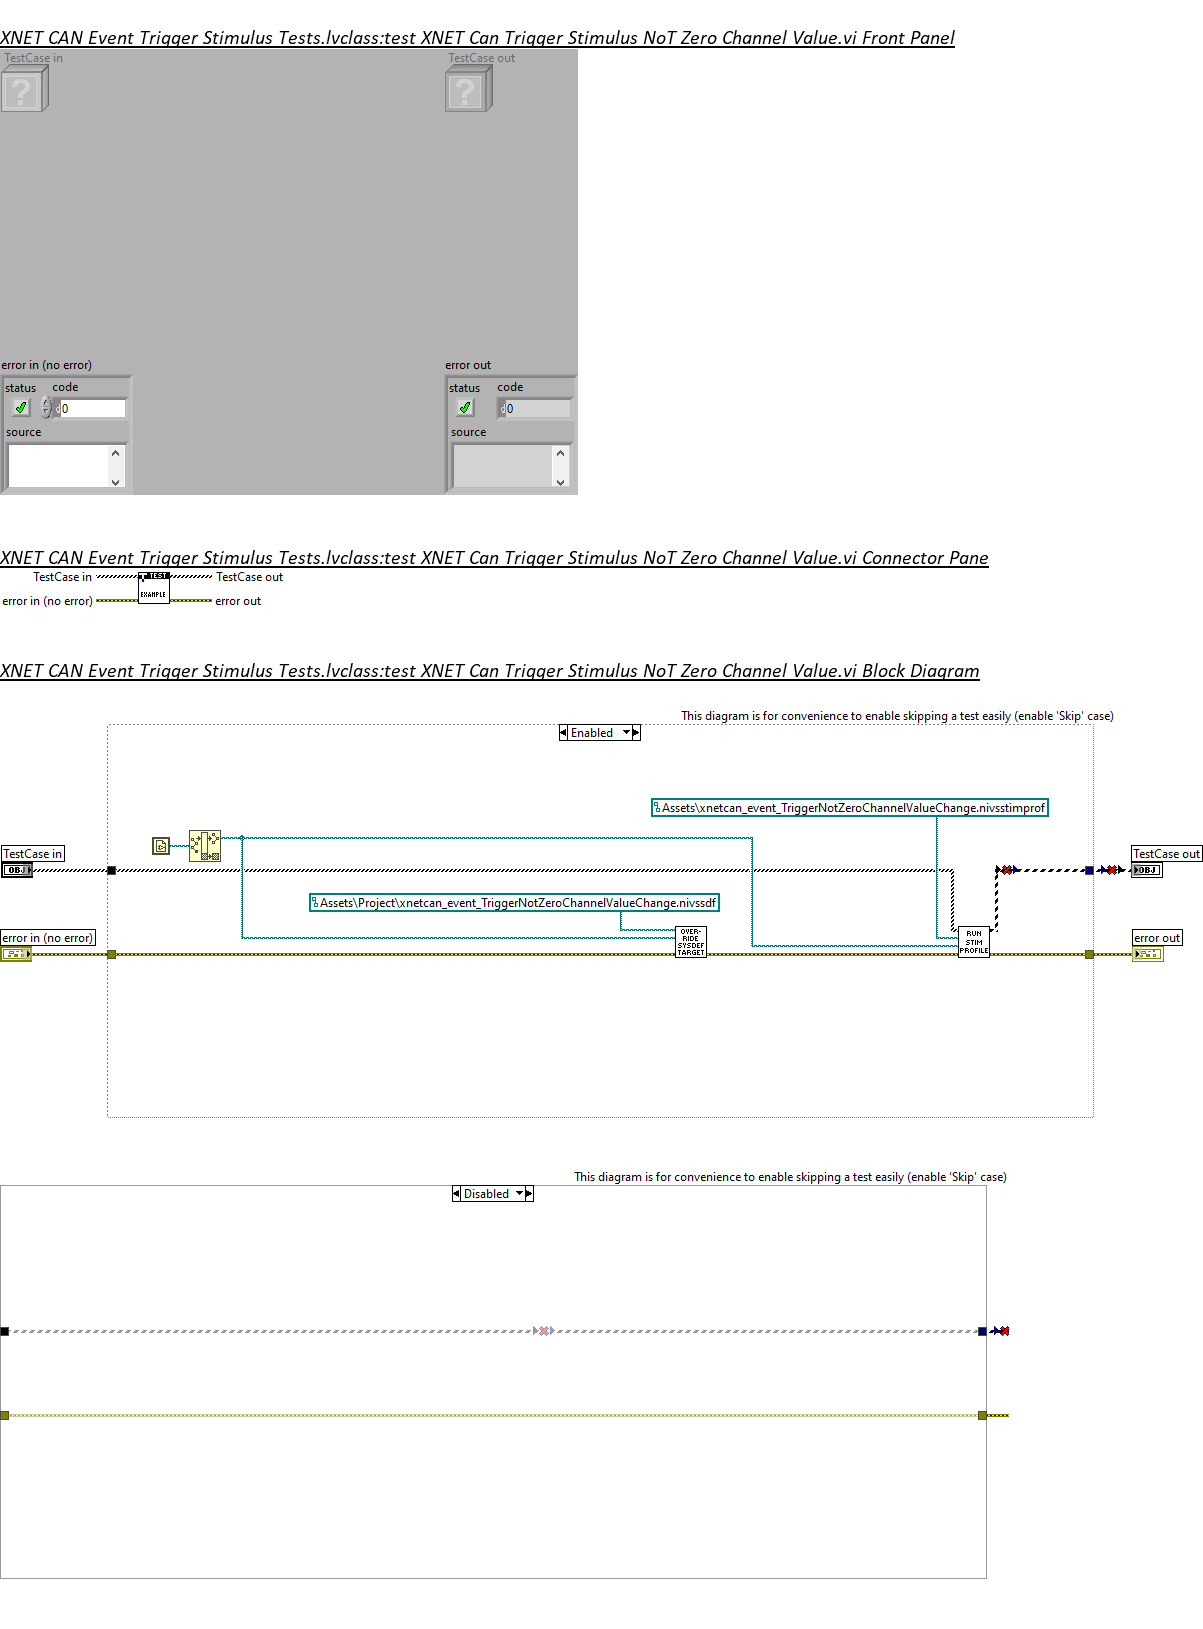 XNET CAN Event Trigger Stimulus Tests.lvclass:test XNET Can Trigger Stimulus NoT Zero Channel Value.vi Front Panel
TestCase in
TestCase out
?
?
error in (no error)
error out
status
code
status
code
d
0
d
0
source
source
XNET CAN Event Trigger Stimulus Tests.lvclass:test XNET Can Trigger Stimulus NoT Zero Channel Value.vi Connector Pane
TestCase in
TEST
TestCase out
error in (no error)
EXAMPLE
error out
XNET CAN Event Trigger Stimulus Tests.lvclass:test XNET Can Trigger Stimulus NoT Zero Channel Value.vi Block Diagram
This diagram is for convenience to enable skipping a test easily (enable 'Skip' case)
Enabled
Assets\xnetcan_event_TriggerNotZeroChannelValueChange.nivsstimprof
TestCase in
TestCase out
OBJ
OBJ
Assets\Project\xnetcan_event_TriggerNotZeroChannelValueChange.nivssdf
error in (no error)
error out
OVER-
RIDE
SYSDEF
TARGET
RUN
STIM
PROFILE
This diagram is for convenience to enable skipping a test easily (enable 'Skip' case)
Disabled